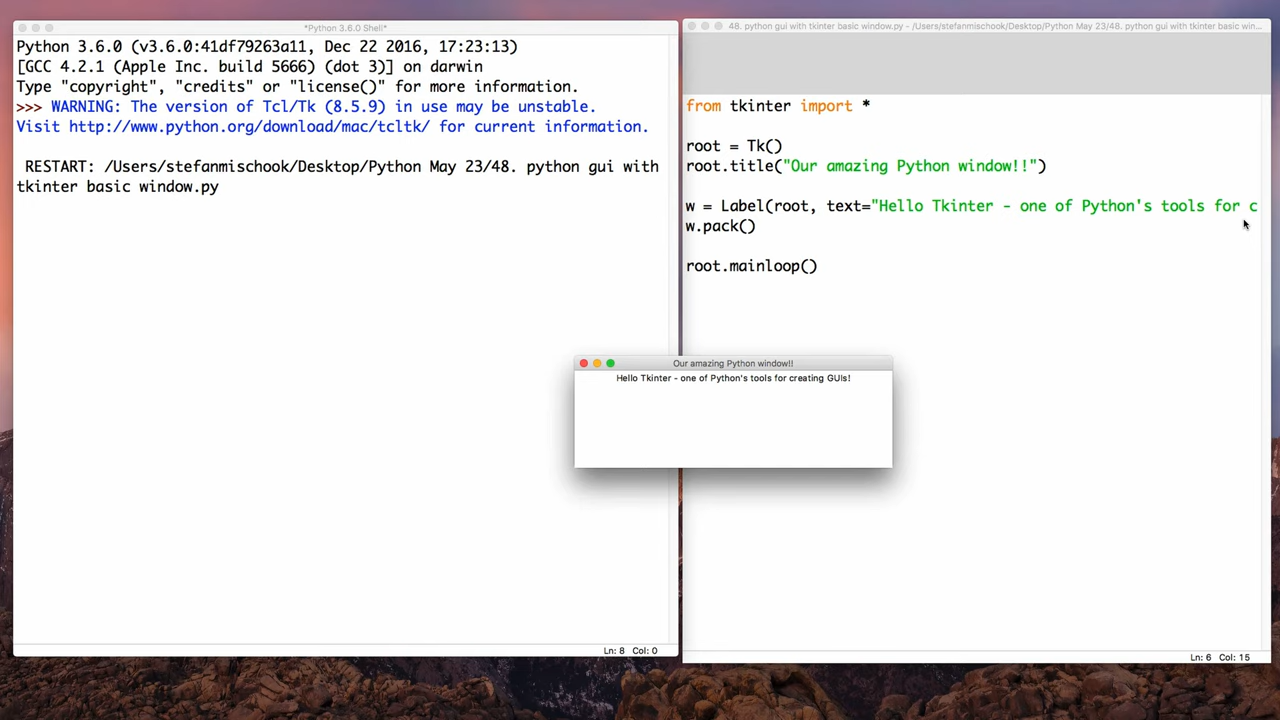 *Python 3.6.0 Shell*
Python 3.6.0 (v3.6.0:41df79263a11, Dec 22 2016, 17:23:13)
[GCC 4.2.1 (Apple Inc. build 5666) (dot 3)] on darwin
Type "copyright", "credits" or "license()" for more information.
>>> WARNING: The version of Tcl/Tk (8.5.9) in use may be unstable.
Visit http://www.python.org/download/mac/tcltk/ for current information.
RESTART: /Users/stefanmischook/Desktop/Python May 23/48. python gui with
tkinter basic window.py
Ln: 8 Col: 0
48. python gui with tkinter basic window.py - /Users/stefanmischook/Desktop/Python May 23/48. python gui with tkinter basic win...
from tkinter import *
root = Tk()
root.title("Our amazing Python window!!")
w = Label(root, text="Hello Tkinter - one of Python's tools for c
w.pack()
root.mainloop()
Ln: 6 Col: 15
Our amazing Python window!!
Hello Tkinter - one of Python's tools for creating GUIs!